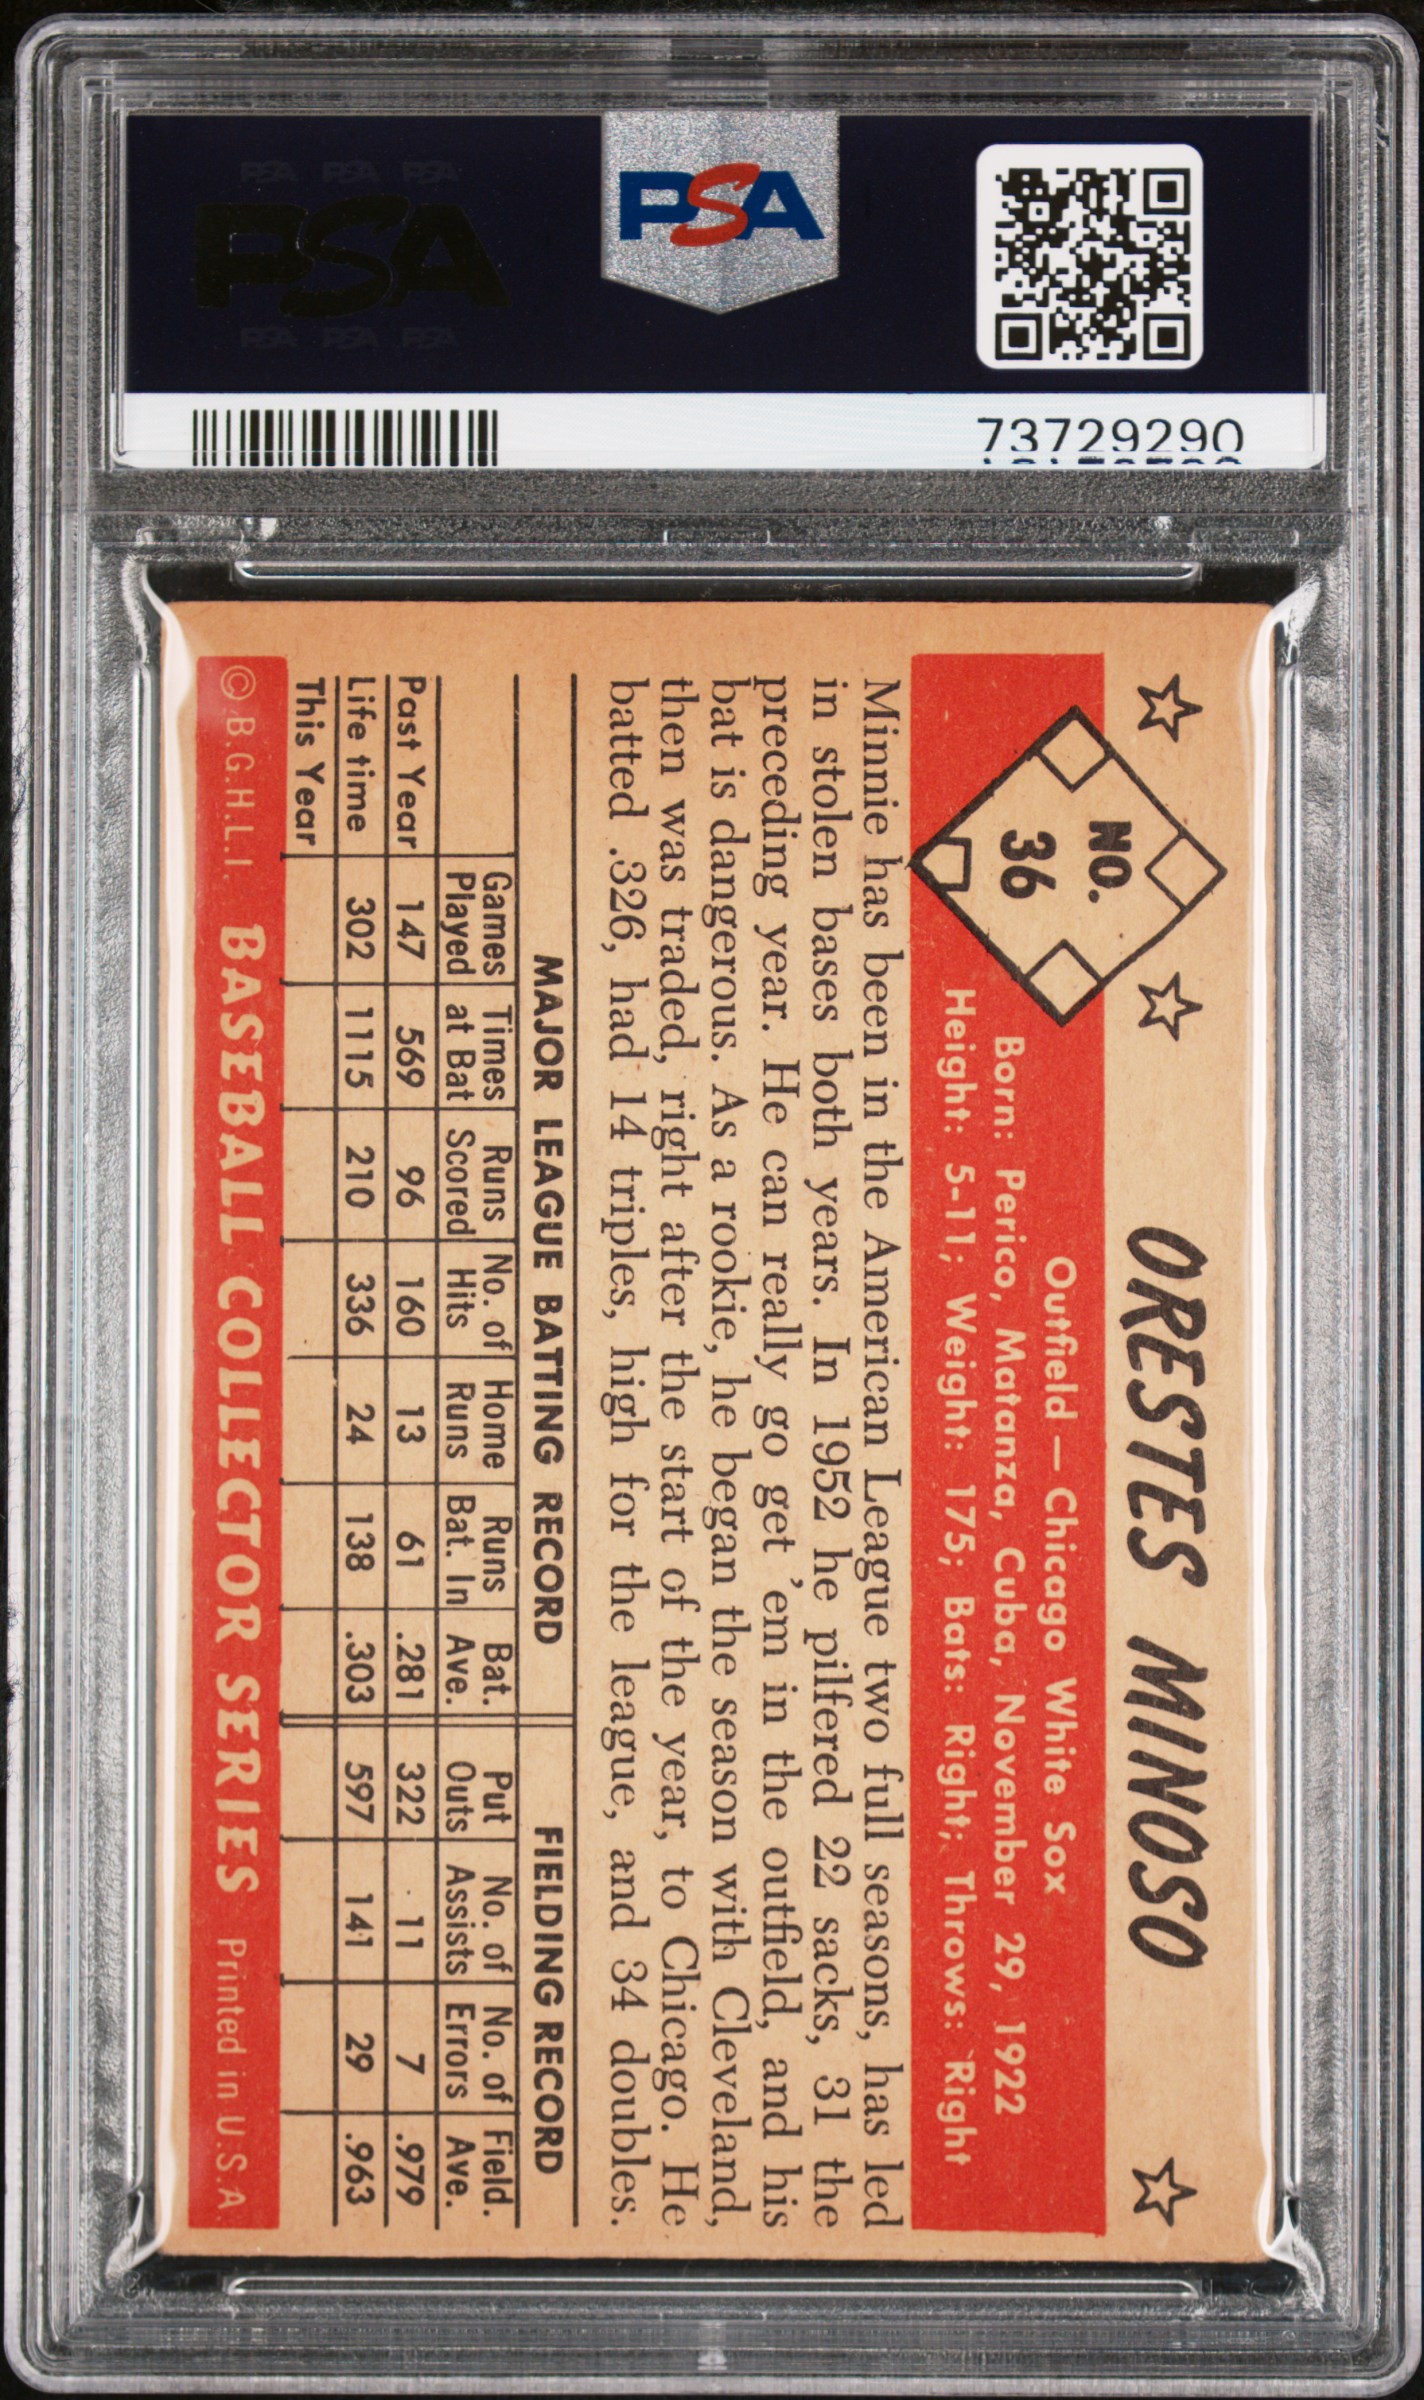 PSA PSA PSA
PSA
PSA PSA PSA
PSA
73729290
NO.
36
ORESTES MINOSO
Outfield — Chicago White Sox
Born: Perico, Matanza, Cuba, November 29, 1922
Height: 5-11; Weight: 175; Bats: Right; Throws: Right
Minnie has been in the American League two full seasons, has led
in stolen bases both years. In 1952 he pilfered 22 sacks, 31 the
preceding year. He can really go get 'em in the outfield, and his
bat is dangerous. As a rookie, he began the season with Cleveland,
then was traded, right after the start of the year, to Chicago. He
batted .326, had 14 triples, high for the league, and 34 doubles.
MAJOR LEAGUE BATTING RECORD FIELDING RECORD
Games Times Runs No. of Home Runs Bat. Put No. of No. of Field.
Played at Bat Scored Hits Runs Bat. In Ave. Outs Assists Errors Ave.
Past Year 147 569 96 160 13 61 .281 322 11 7 .979
Life time 302 1115 210 336 24 138 .303 597 141 29 .963
This Year
© B.G.H.L.I. BASEBALL COLLECTOR SERIES Printed in U.S.A.